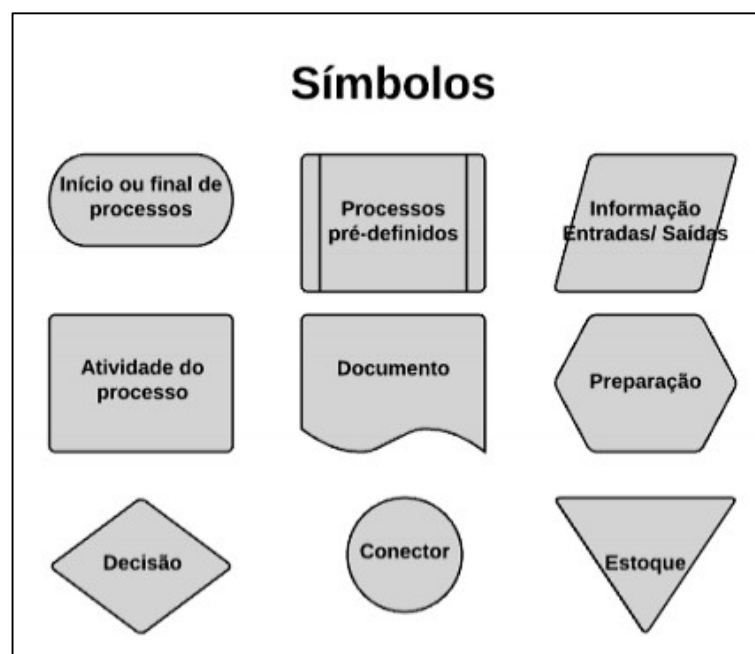 Símbolos
Início ou final de
processos
Processos
pré-definidos
Informação
Entradas/ Saídas
Atividade do
processo
Documento
Preparação
Decisão
Conector
Estoque